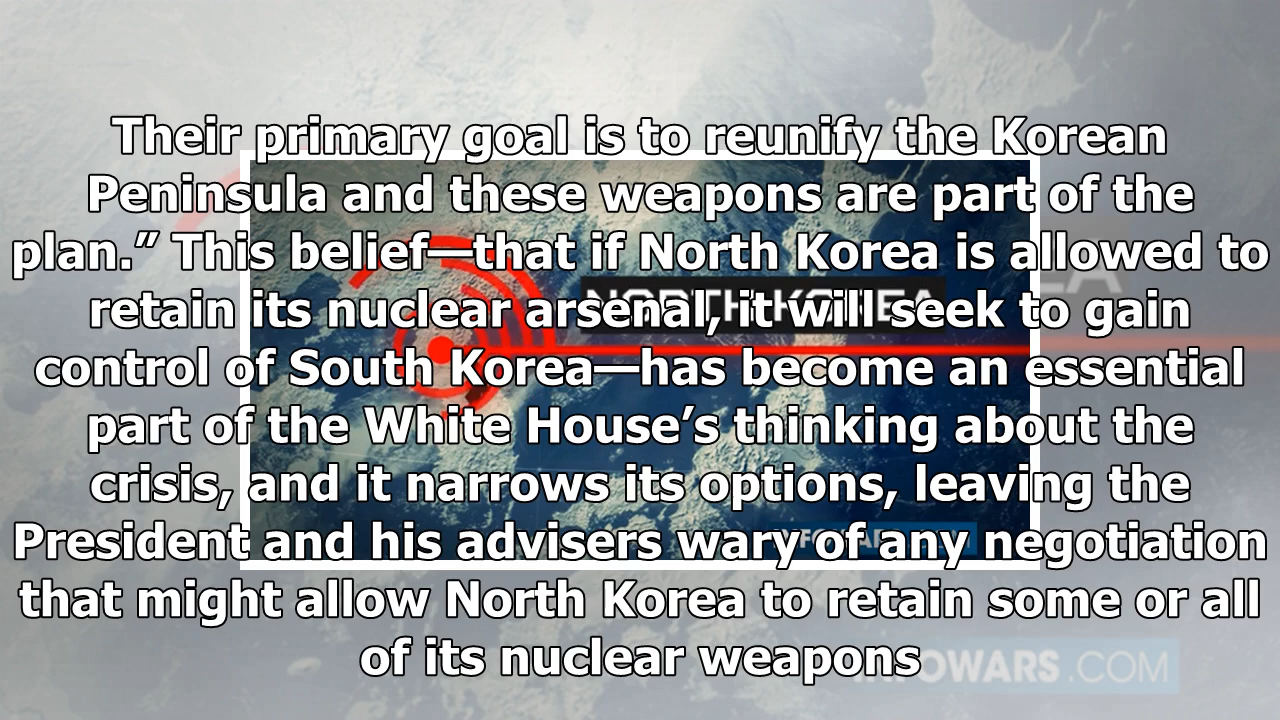 Their primary goal is to reunify the Korean
Peninsula and these weapons are part of the
plan.” This belief—that if North Korea is allowed to
retain its nuclear arsenal, it will seek to gain
control of South Korea—has become an essential
part of the White House’s thinking about the
crisis, and it narrows its options, leaving the
President and his advisers wary of any negotiation
that might allow North Korea to retain some or all
of its nuclear weapons
NORTH KOREA
INFOWARS.COM